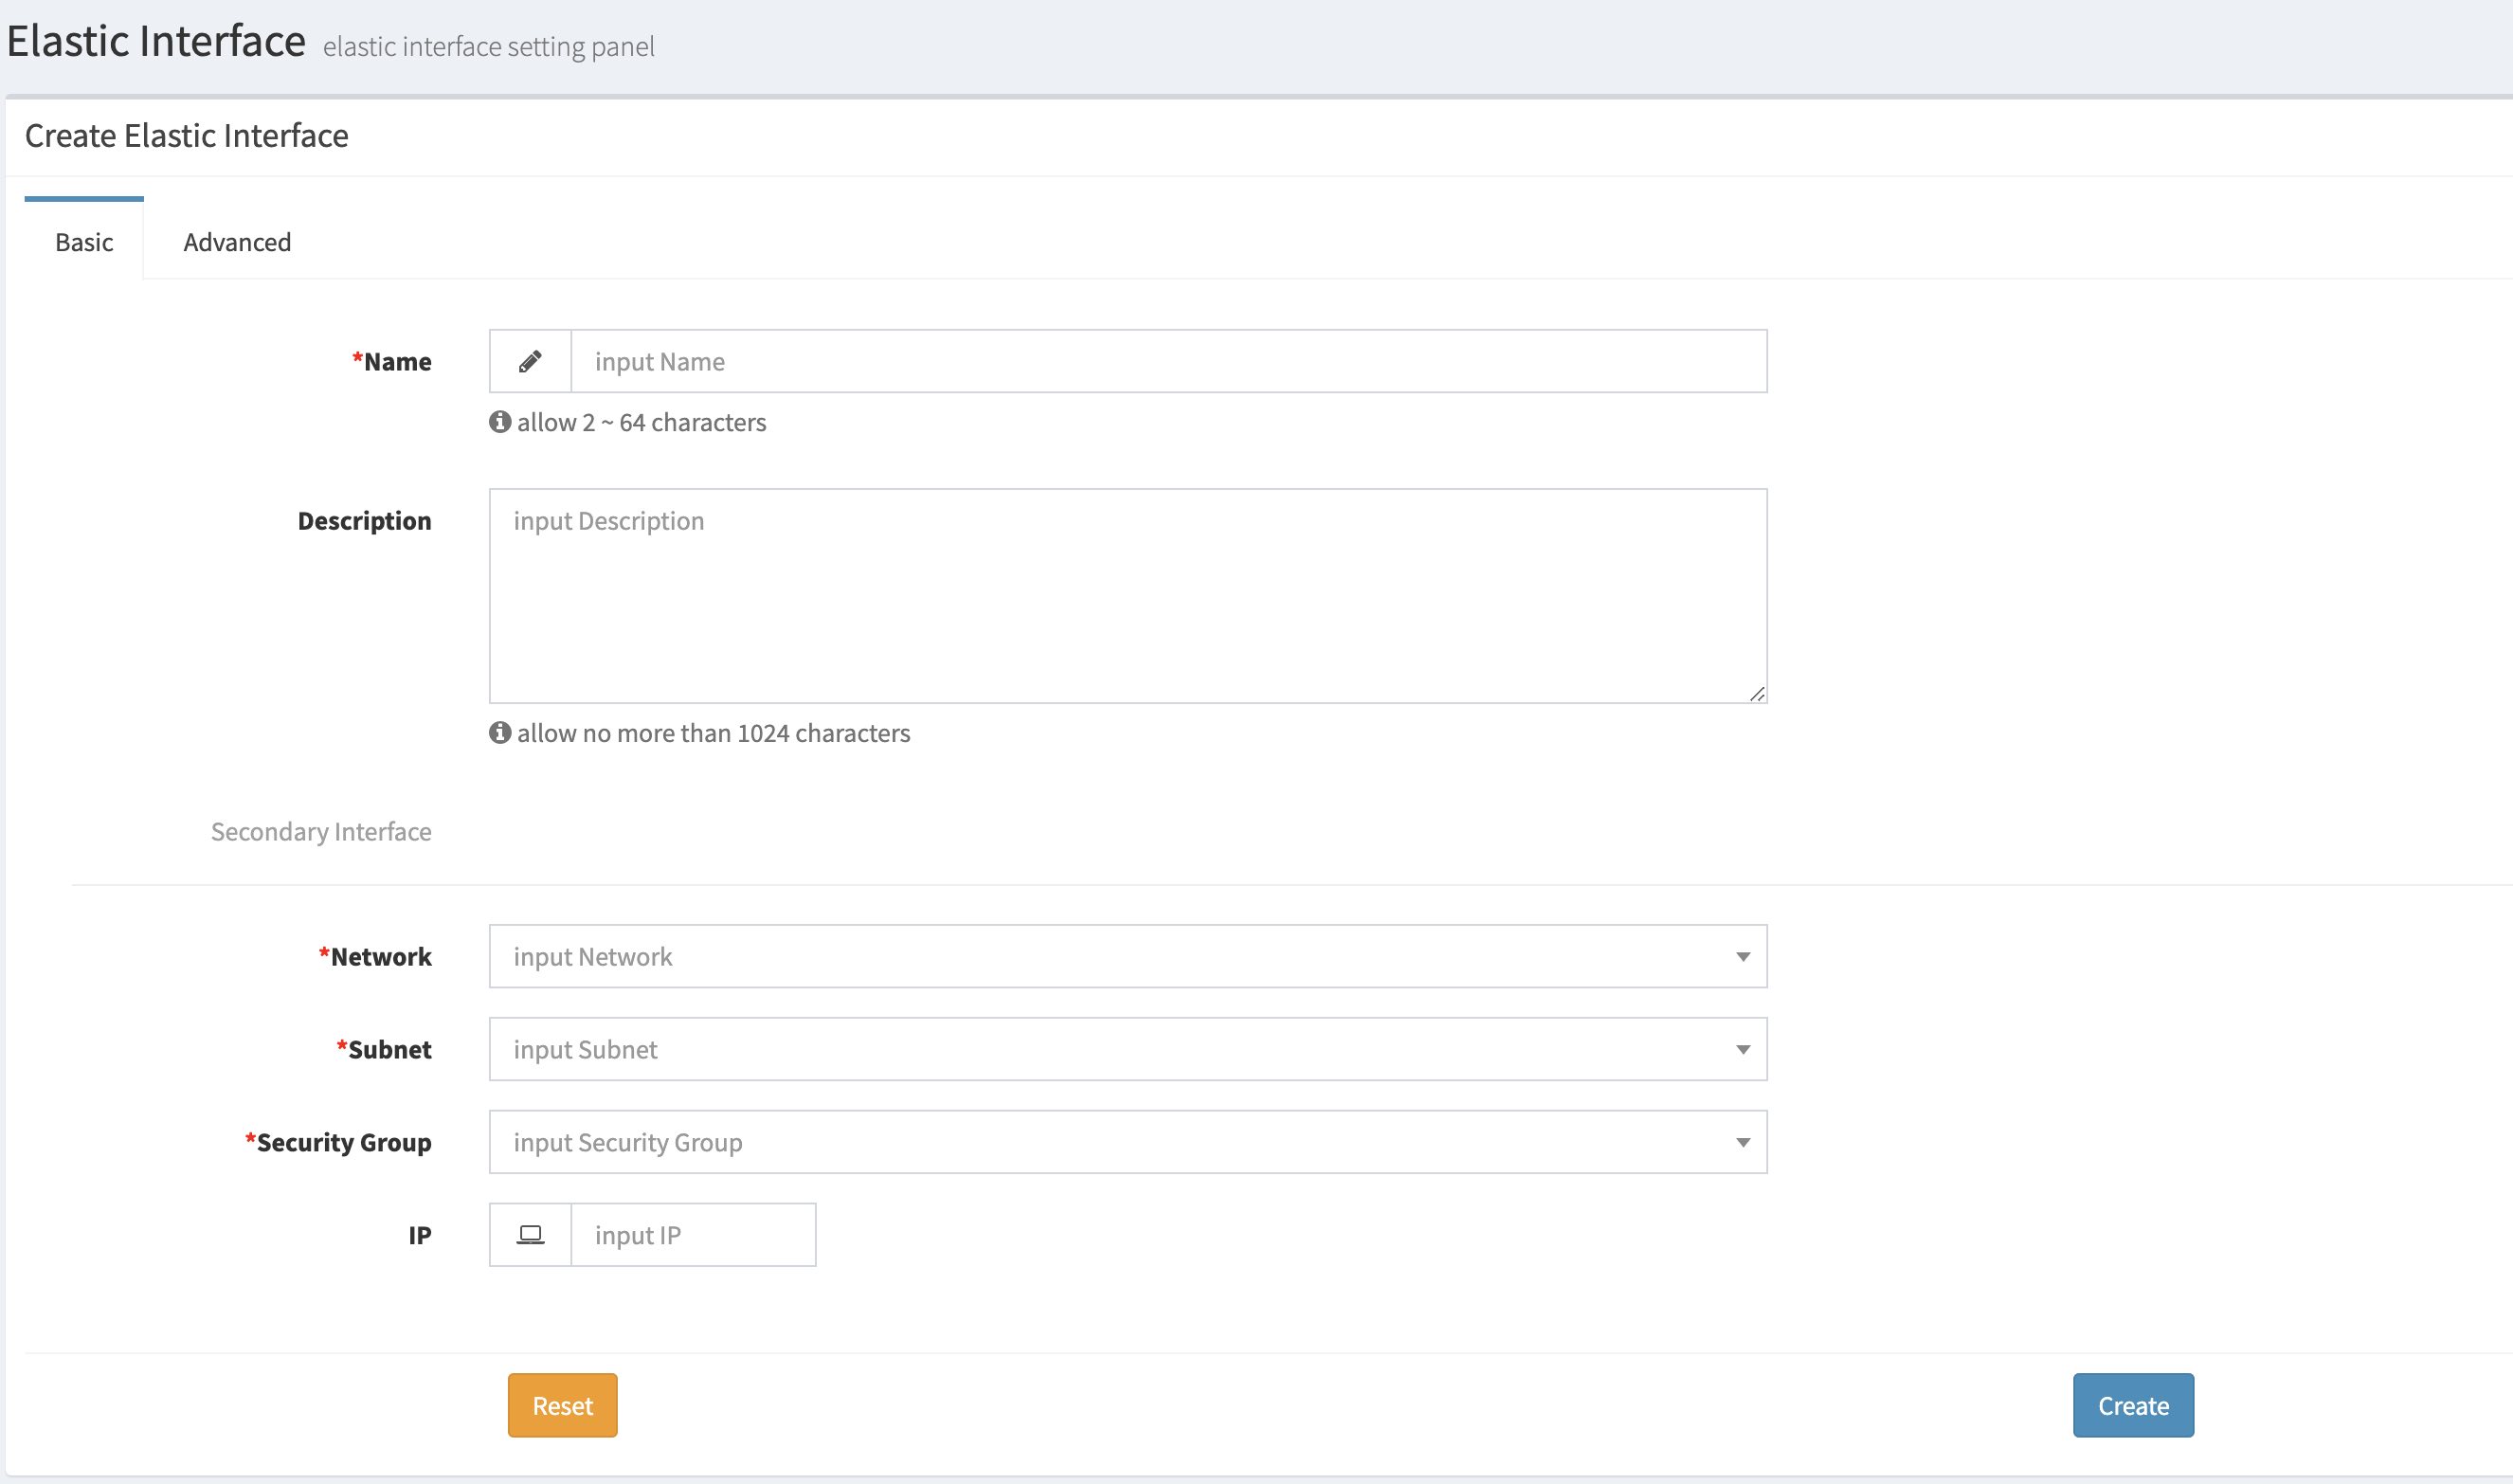 Elastic Interface elastic interface setting panel
Create Elastic Interface
Basic Advanced
*Name input Name
allow 2 ~ 64 characters
Description input Description
allow no more than 1024 characters
Secondary Interface
*Network input Network
*Subnet input Subnet
*Security Group input Security Group
IP input IP
Reset Create